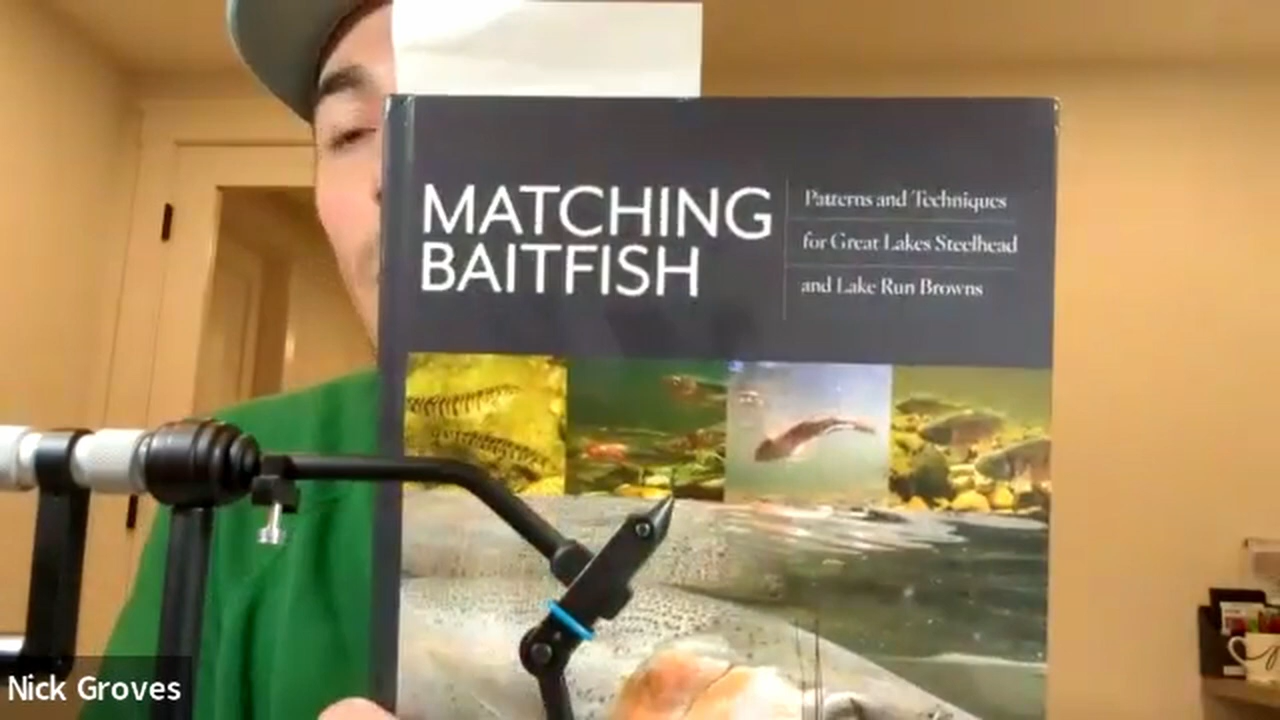 MATCHING
BAITFISH
Patterns and Techniques
for Great Lakes Steelhead
and Lake Run Browns
Nick Groves